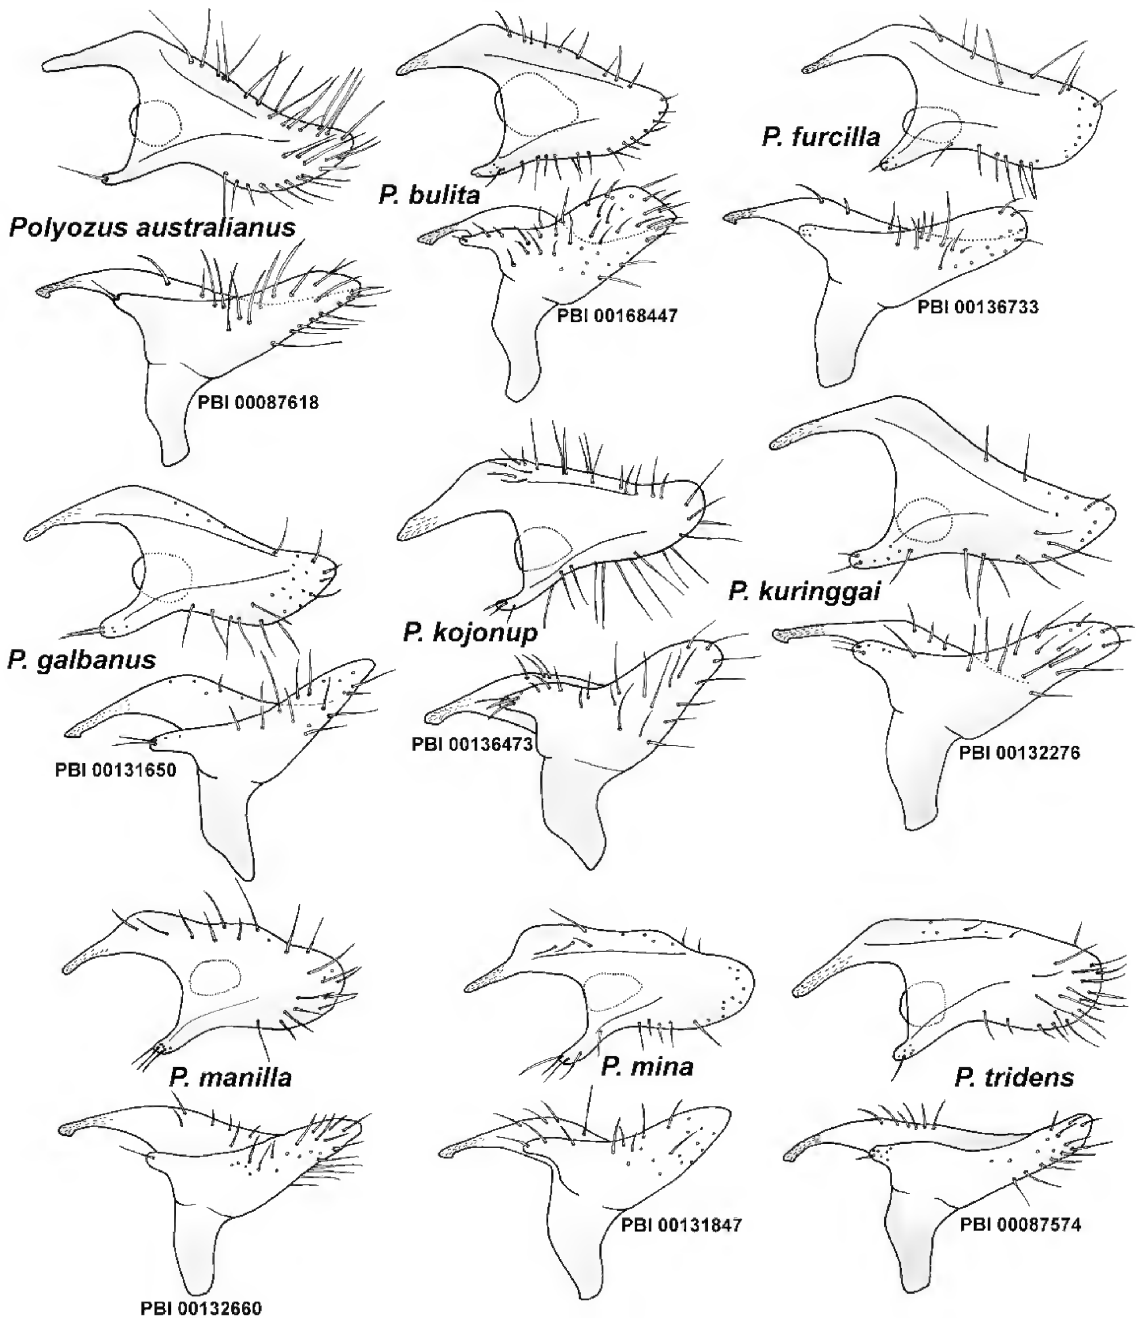 Polyozus australianus
PBI 00087618
P. bulita
PBI 00168447
P. furcilla
PBI 00136733
P. galbanus
PBI 00131650
P. kojonup
PBI 00136473
P. kuringgai
PBI 00132276
P. manilla
PBI 00132660
P. mina
PBI 00131847
P. tridens
PBI 00087574